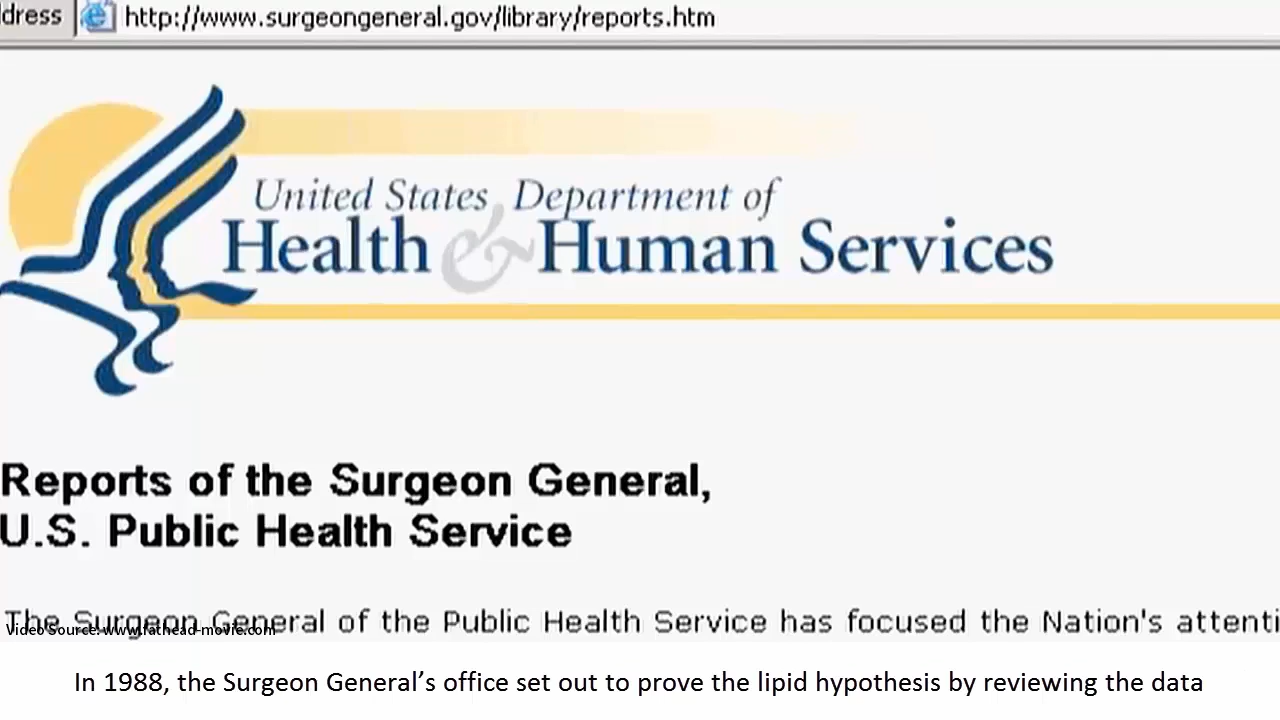 dress http://www.surgeongeneral.gov/library/reports.htm
United States Department of
Health & Human Services
Reports of the Surgeon General,
U.S. Public Health Service
The Surgeon General of the Public Health Service has focused the Nation's attenti
Video Source: www.fathead-movie.com
In 1988, the Surgeon General’s office set out to prove the lipid hypothesis by reviewing the data